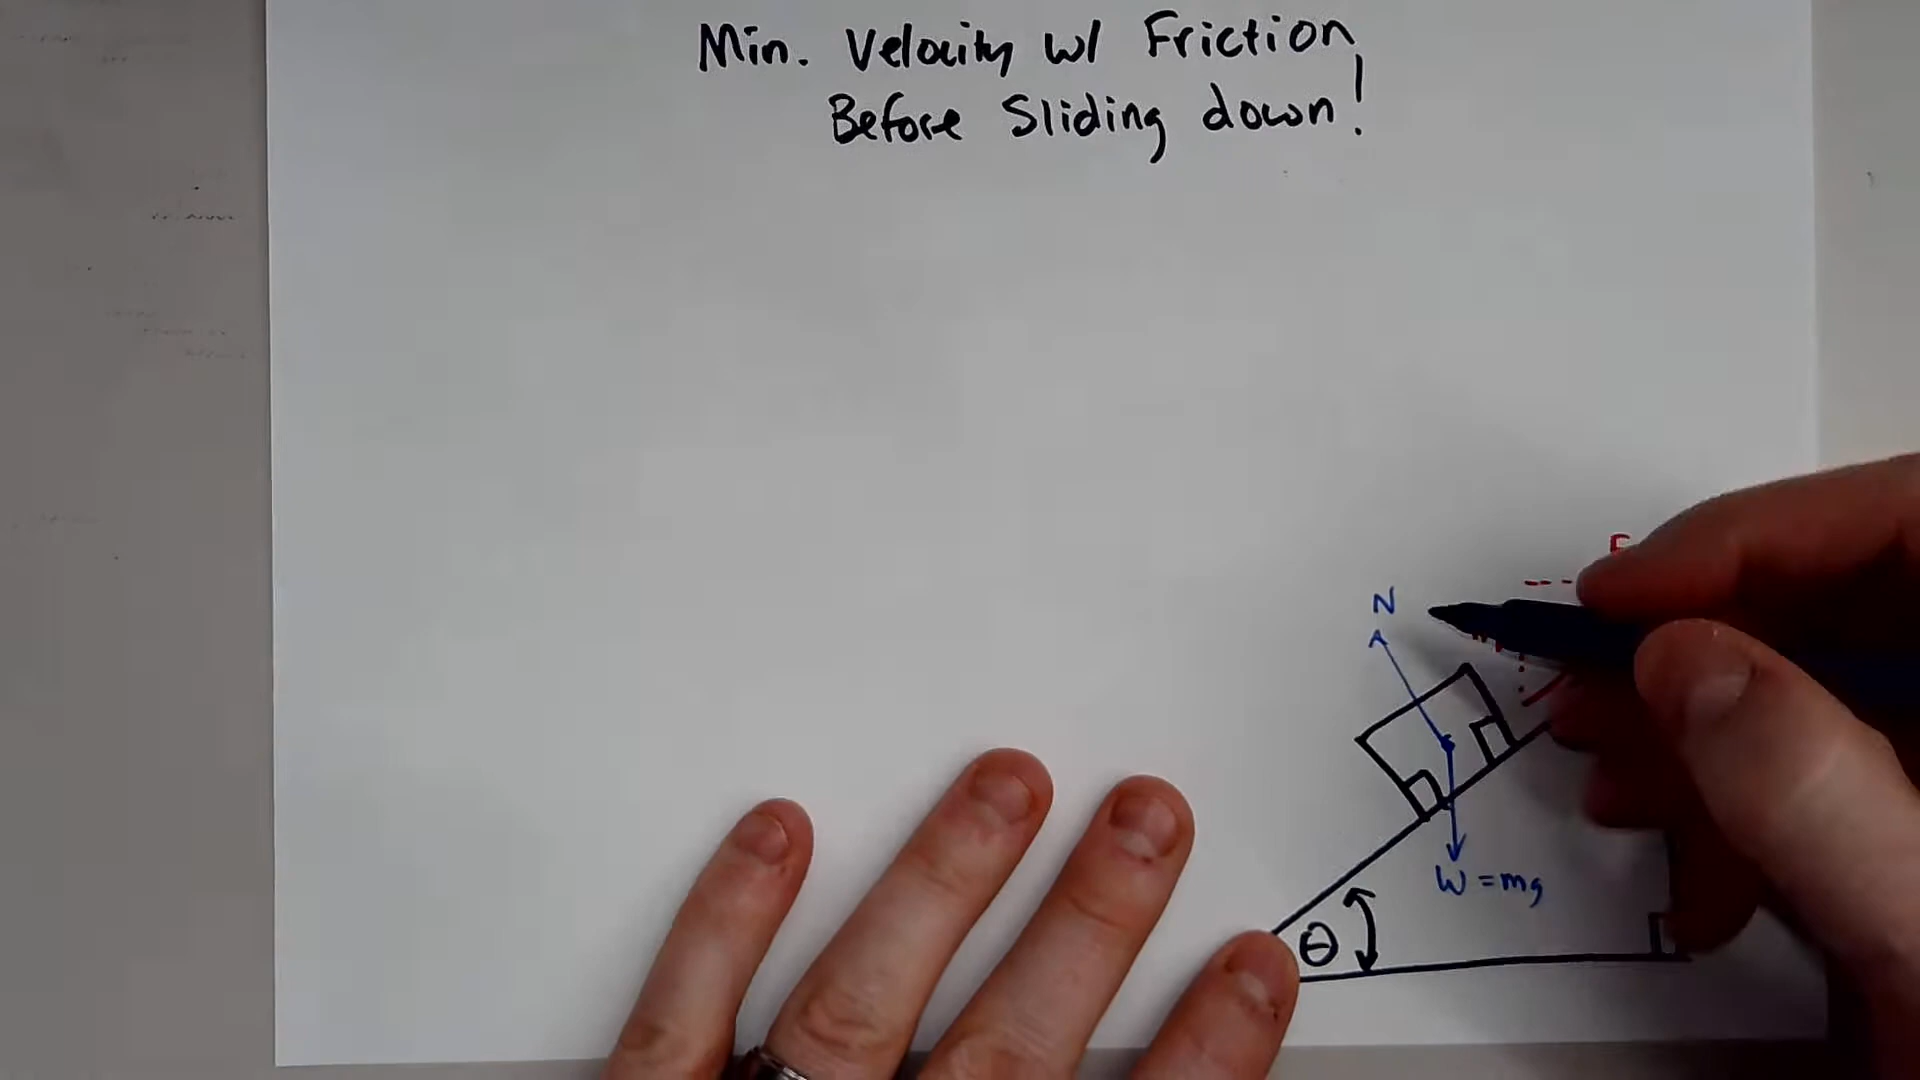 Min. Velocity w/ Friction
Before Sliding down!
N
W = mg
θ